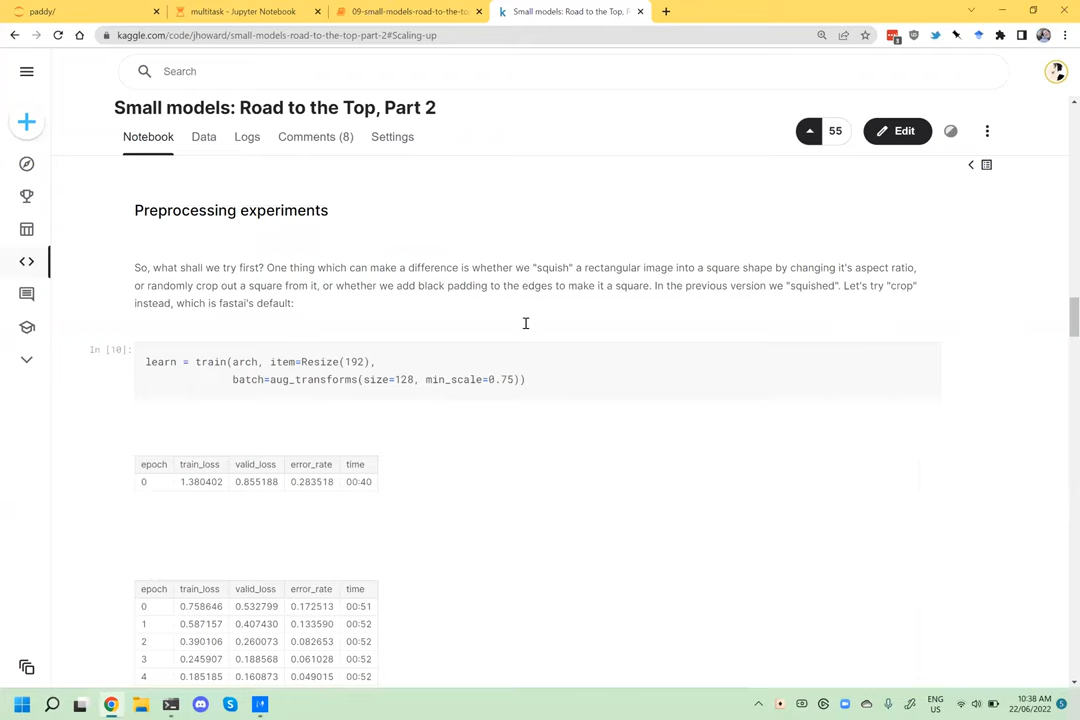 paddy/
multitask - Jupyter Notebook
09-small-models-road-to-the-to
Small models: Road to the Top, P
kaggle.com/code/jhoward/small-models-road-to-the-top-part-2#Scaling-up
Search
Small models: Road to the Top, Part 2
Notebook
Data
Logs
Comments (8)
Settings
55
Edit
Preprocessing experiments
So, what shall we try first? One thing which can make a difference is whether we "squish" a rectangular image into a square shape by changing it's aspect ratio,
or randomly crop out a square from it, or whether we add black padding to the edges to make it a square. In the previous version we "squished". Let's try "crop"
instead, which is fastai's default:
In [10]:
learn = train(arch, item=Resize(192),
batch=aug_transforms(size=128, min_scale=0.75))
epoch train_loss valid_loss error_rate time
0 1.380402 0.855188 0.283518 00:40
epoch train_loss valid_loss error_rate time
0 0.758646 0.532799 0.172513 00:51
1 0.587157 0.407430 0.133590 00:52
2 0.390106 0.260073 0.082653 00:52
3 0.245907 0.188568 0.061028 00:52
4 0.185185 0.160873 0.049015 00:52
ENG
US
10:38 AM
22/06/2022
5